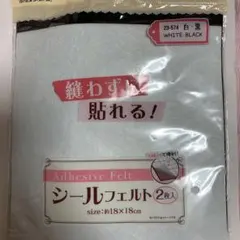 白・黒
WHITE・BLACK
縫わずに
貼れる!
Adhesive Felt
シールフェルト 2枚入
size:約18×18cm